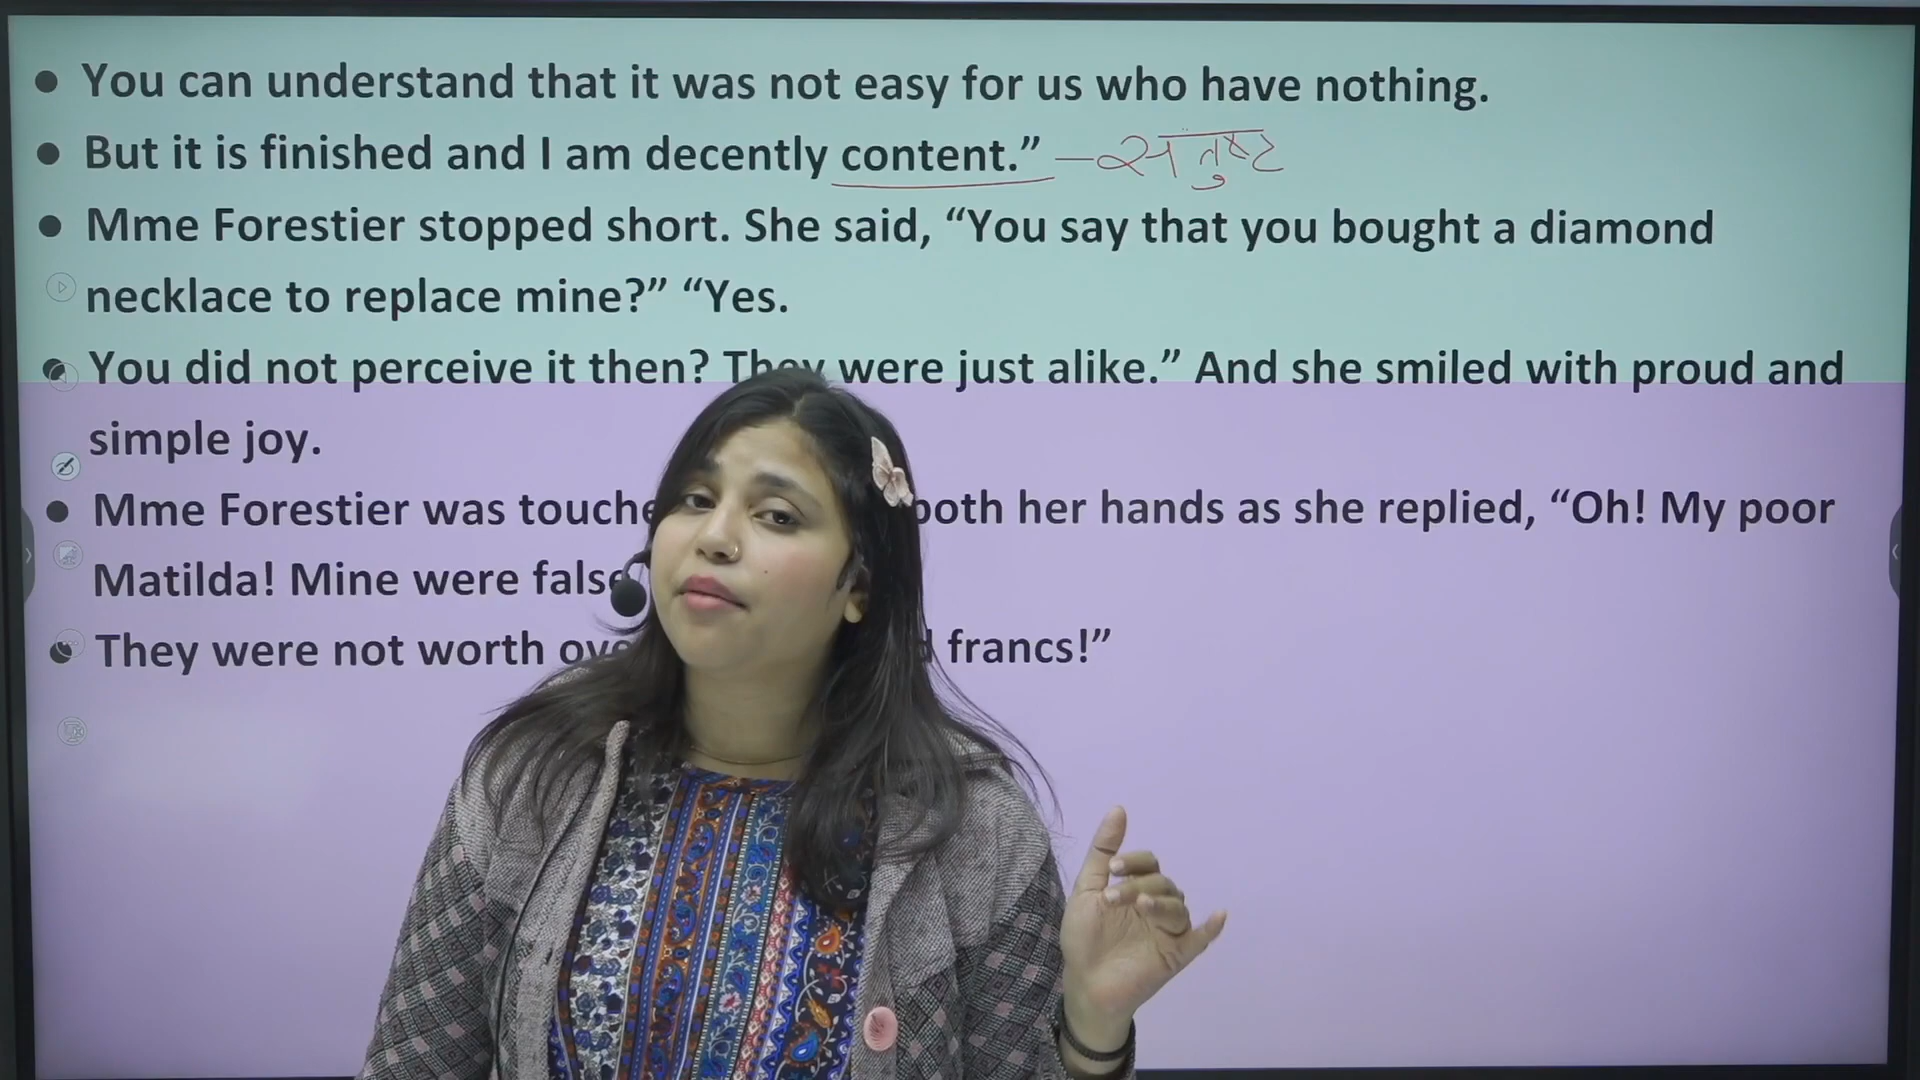 ● You can understand that it was not easy for us who have nothing.
● But it is finished and I am decently content.” – सन्तुष्ट
● Mme Forestier stopped short. She said, “You say that you bought a diamond
necklace to replace mine?” “Yes.
● You did not perceive it then? They were just alike.” And she smiled with proud and
simple joy.
● Mme Forestier was both her hands as she replied, “Oh! My poor
Matilda! Mine were
● They were not worth francs!”